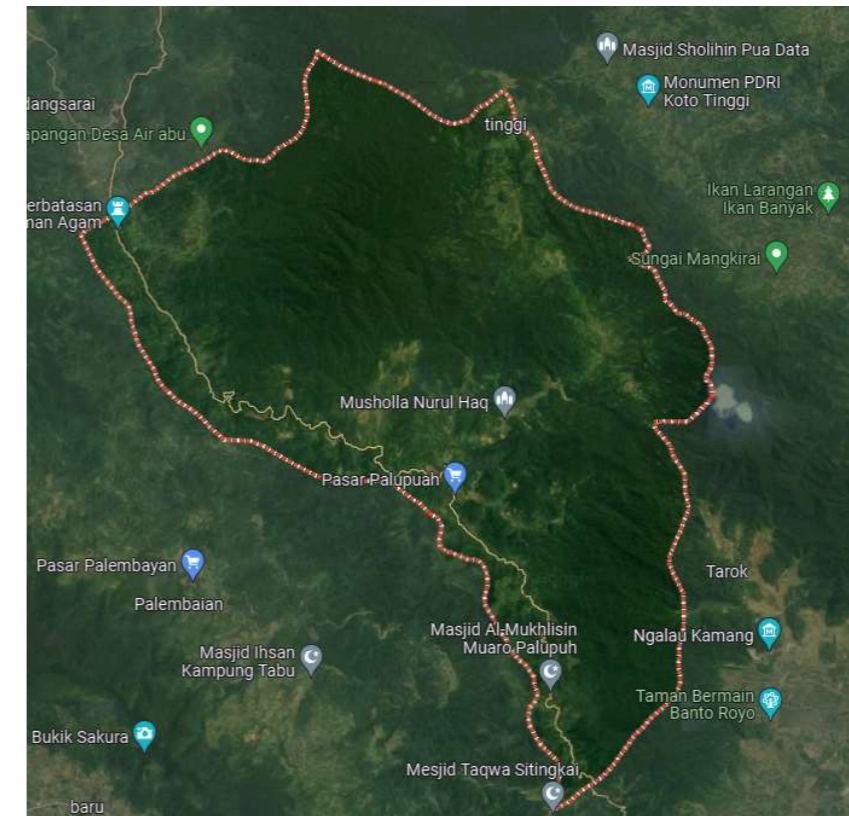 Masjid Sholihin Pua Data
Monumen PDRI
Koto Tinggi
dangsarai
apangan Desa Air abu
tinggi
Ikan Larangan
Ikan Banyak
erbatasan
man Agam
Sungai Mangkirai
Musholla Nurul Haq
Pasar Palupuah
Pasar Palembayan
Palembaian
Tarok
Masjid Al-Mukhlisin
Muaro Palupuh
Ngalau Kamang
Masjid Ihsan
Kampung Tabu
Taman Bermain
Banto Royo
Bukik Sakura
Mesjid Taqwa Sitingkai
baru